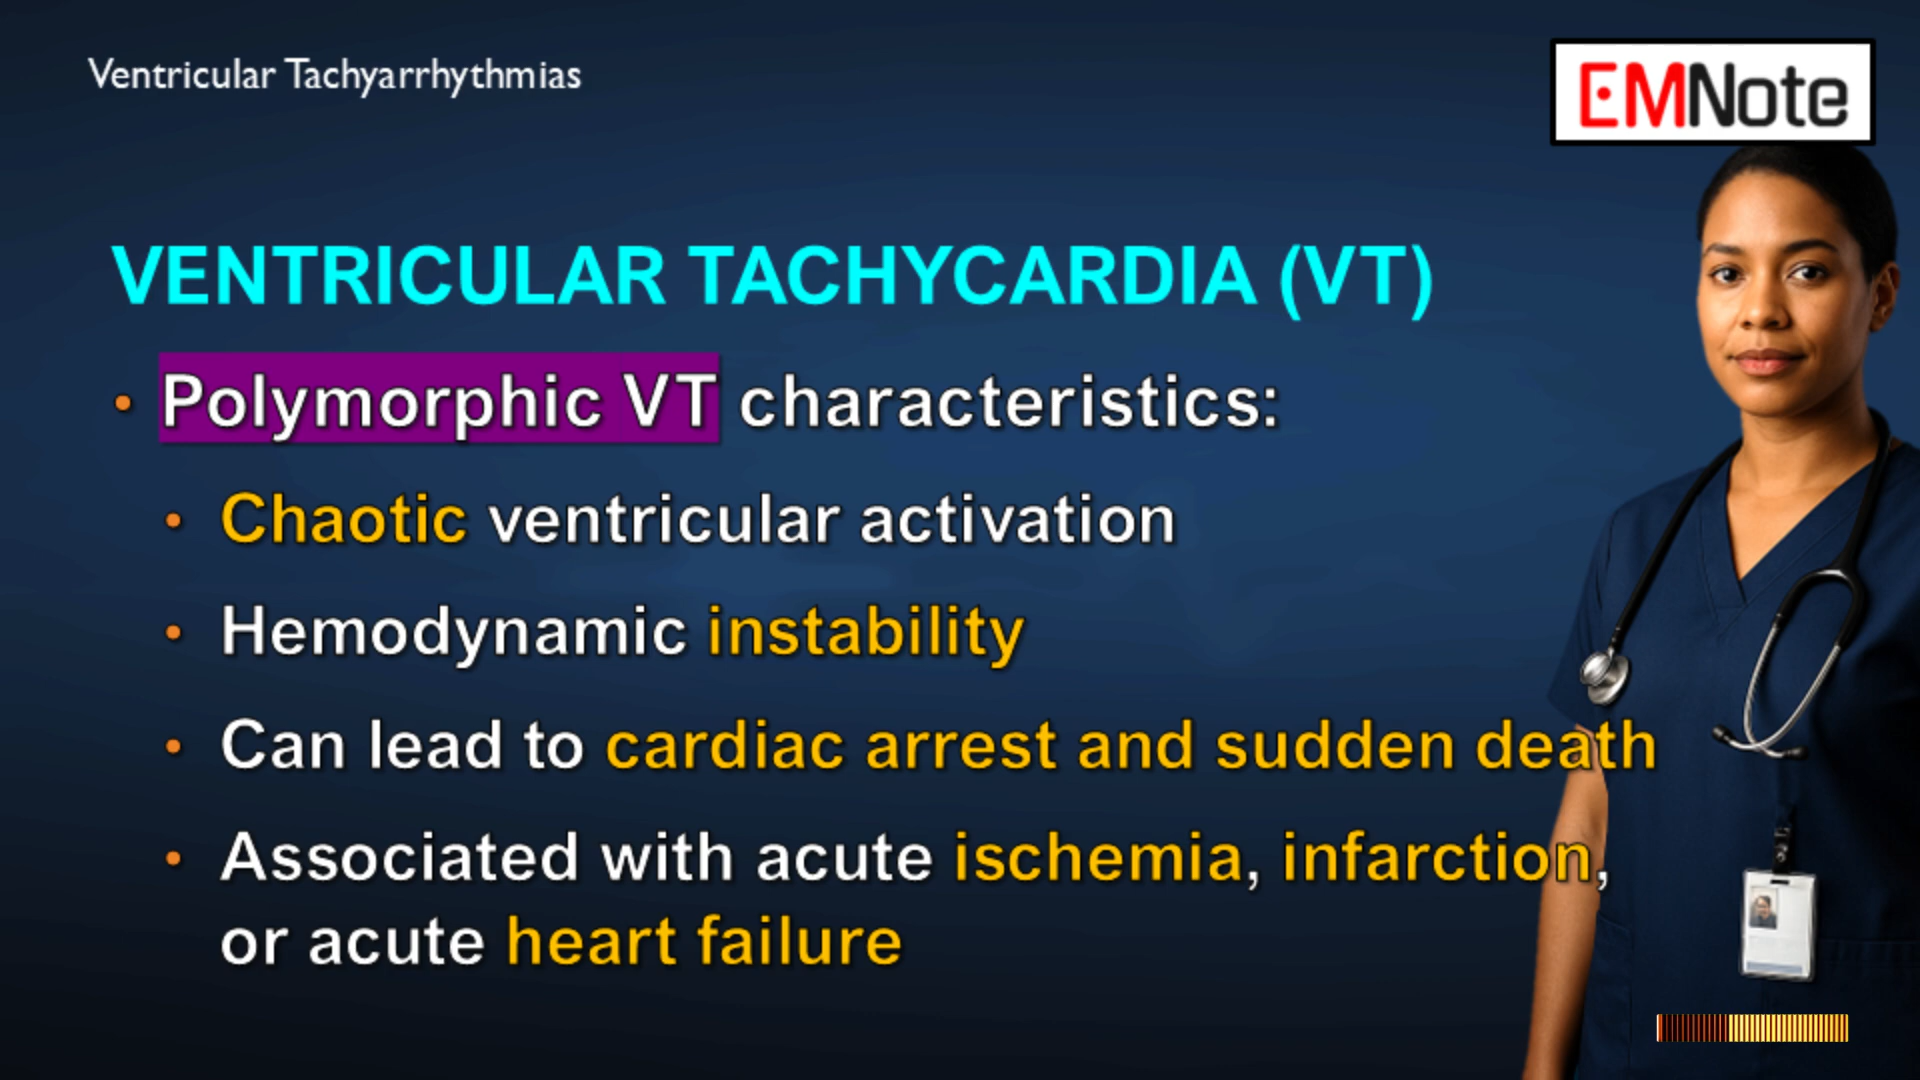 Ventricular Tachyarrhythmias
EMNote
VENTRICULAR TACHYCARDIA (VT)
• Polymorphic VT characteristics:
• Chaotic ventricular activation
• Hemodynamic instability
• Can lead to cardiac arrest and sudden death
• Associated with acute ischemia, infarction,
or acute heart failure